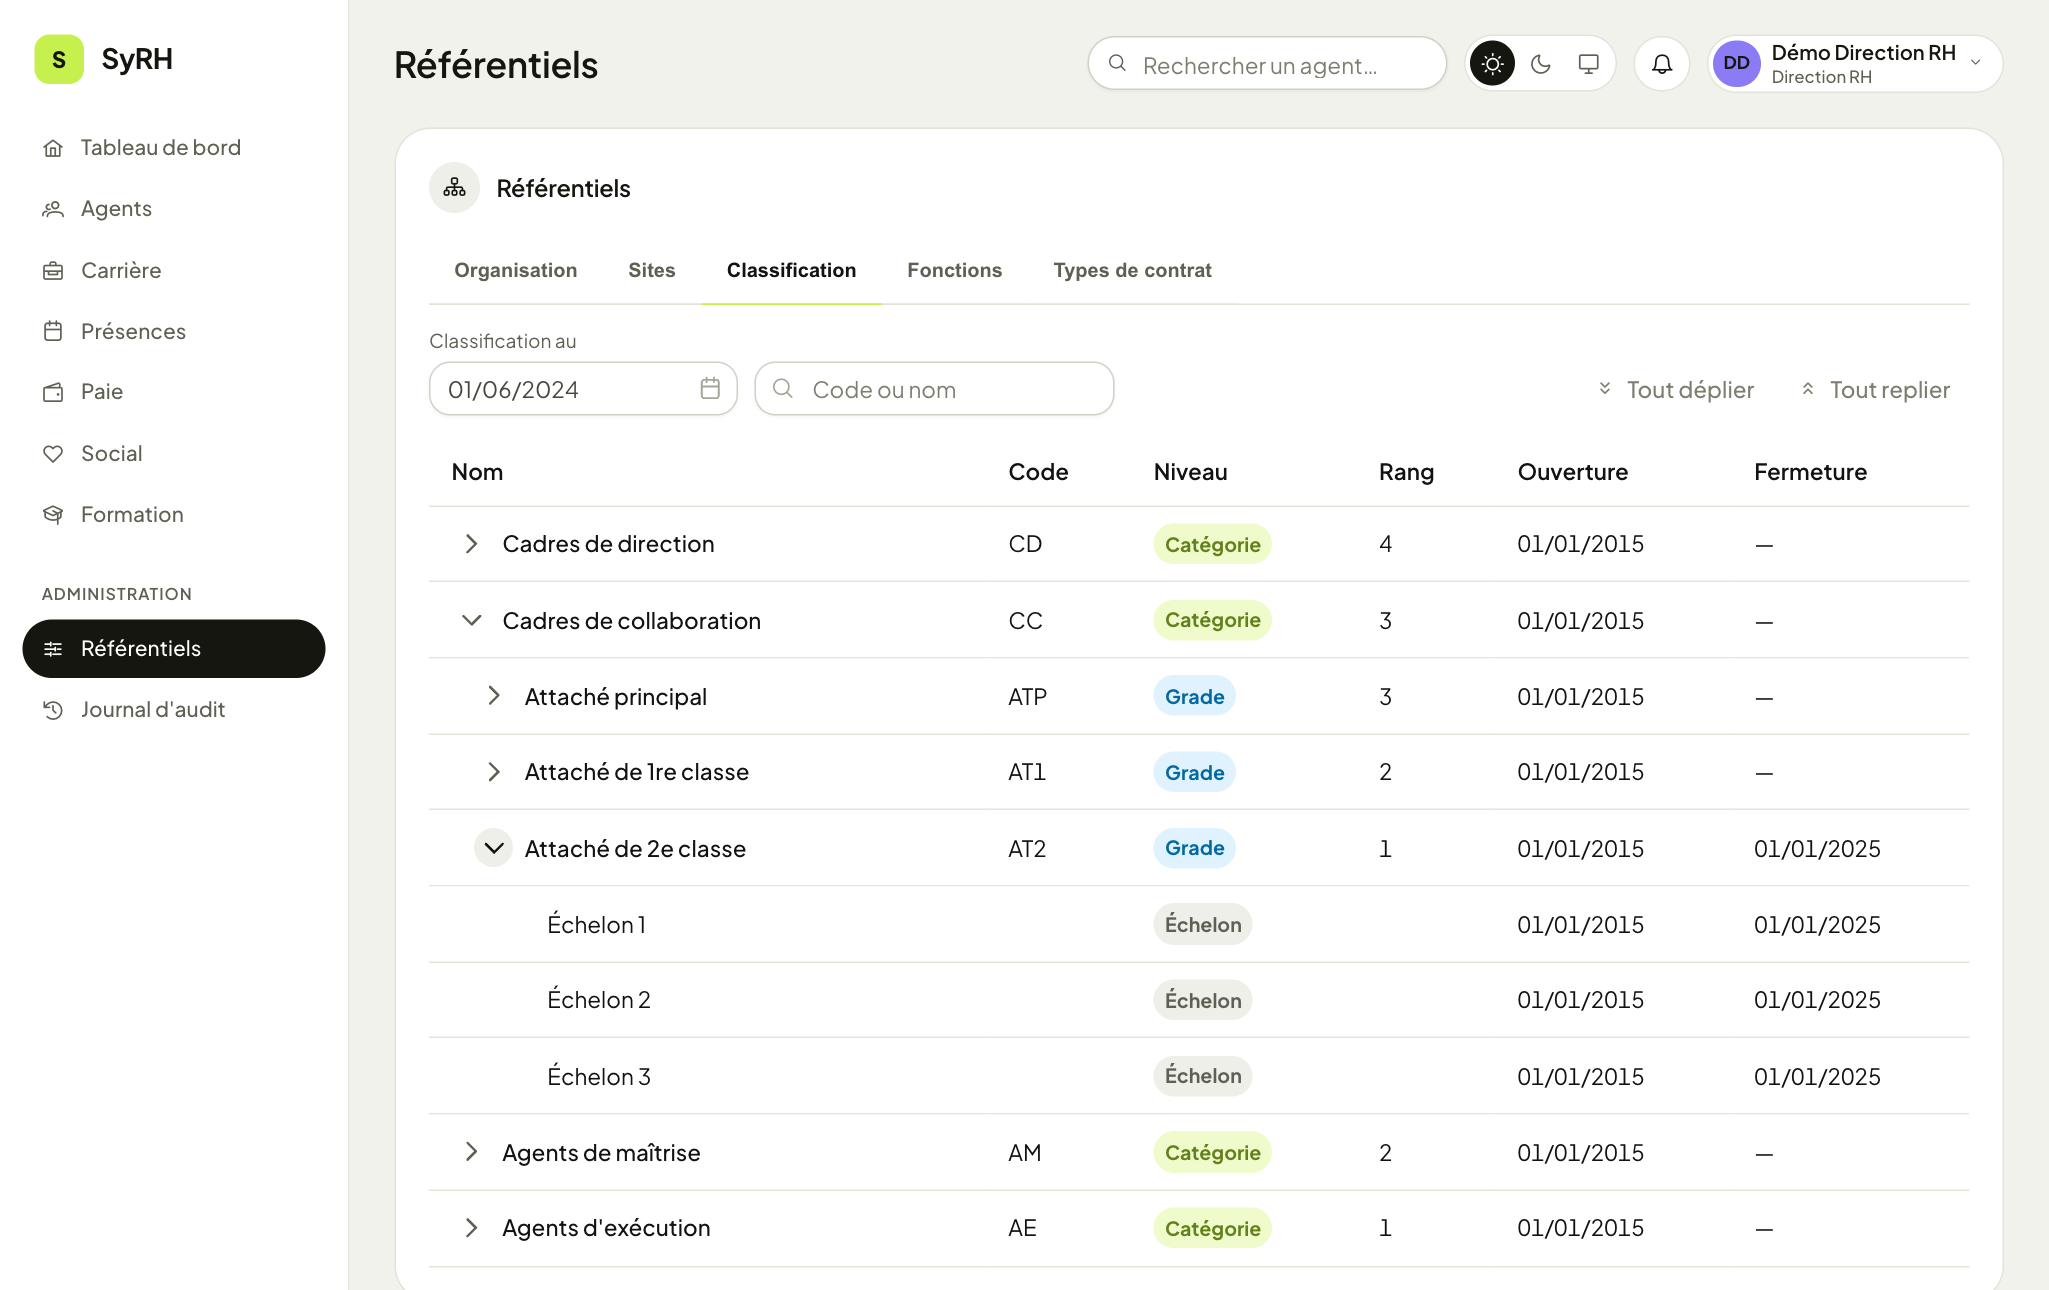 S SyRH
Tableau de bord
Agents
Carrière
Présences
Paie
Social
Formation
ADMINISTRATION
Référentiels
Journal d'audit
Référentiels
Rechercher un agent...
DD
Démo Direction RH
Direction RH
Référentiels
Organisation Sites Classification Fonctions Types de contrat
Classification au
01/06/2024 Code ou nom Tout déplier Tout replier
Nom Code Niveau Rang Ouverture Fermeture
Cadres de direction CD Catégorie 4 01/01/2015 —
Cadres de collaboration CC Catégorie 3 01/01/2015 —
Attaché principal ATP Grade 3 01/01/2015 —
Attaché de 1re classe AT1 Grade 2 01/01/2015 —
Attaché de 2e classe AT2 Grade 1 01/01/2015 01/01/2025
Échelon 1 Échelon 01/01/2015 01/01/2025
Échelon 2 Échelon 01/01/2015 01/01/2025
Échelon 3 Échelon 01/01/2015 01/01/2025
Agents de maîtrise AM Catégorie 2 01/01/2015 —
Agents d'exécution AE Catégorie 1 01/01/2015 —